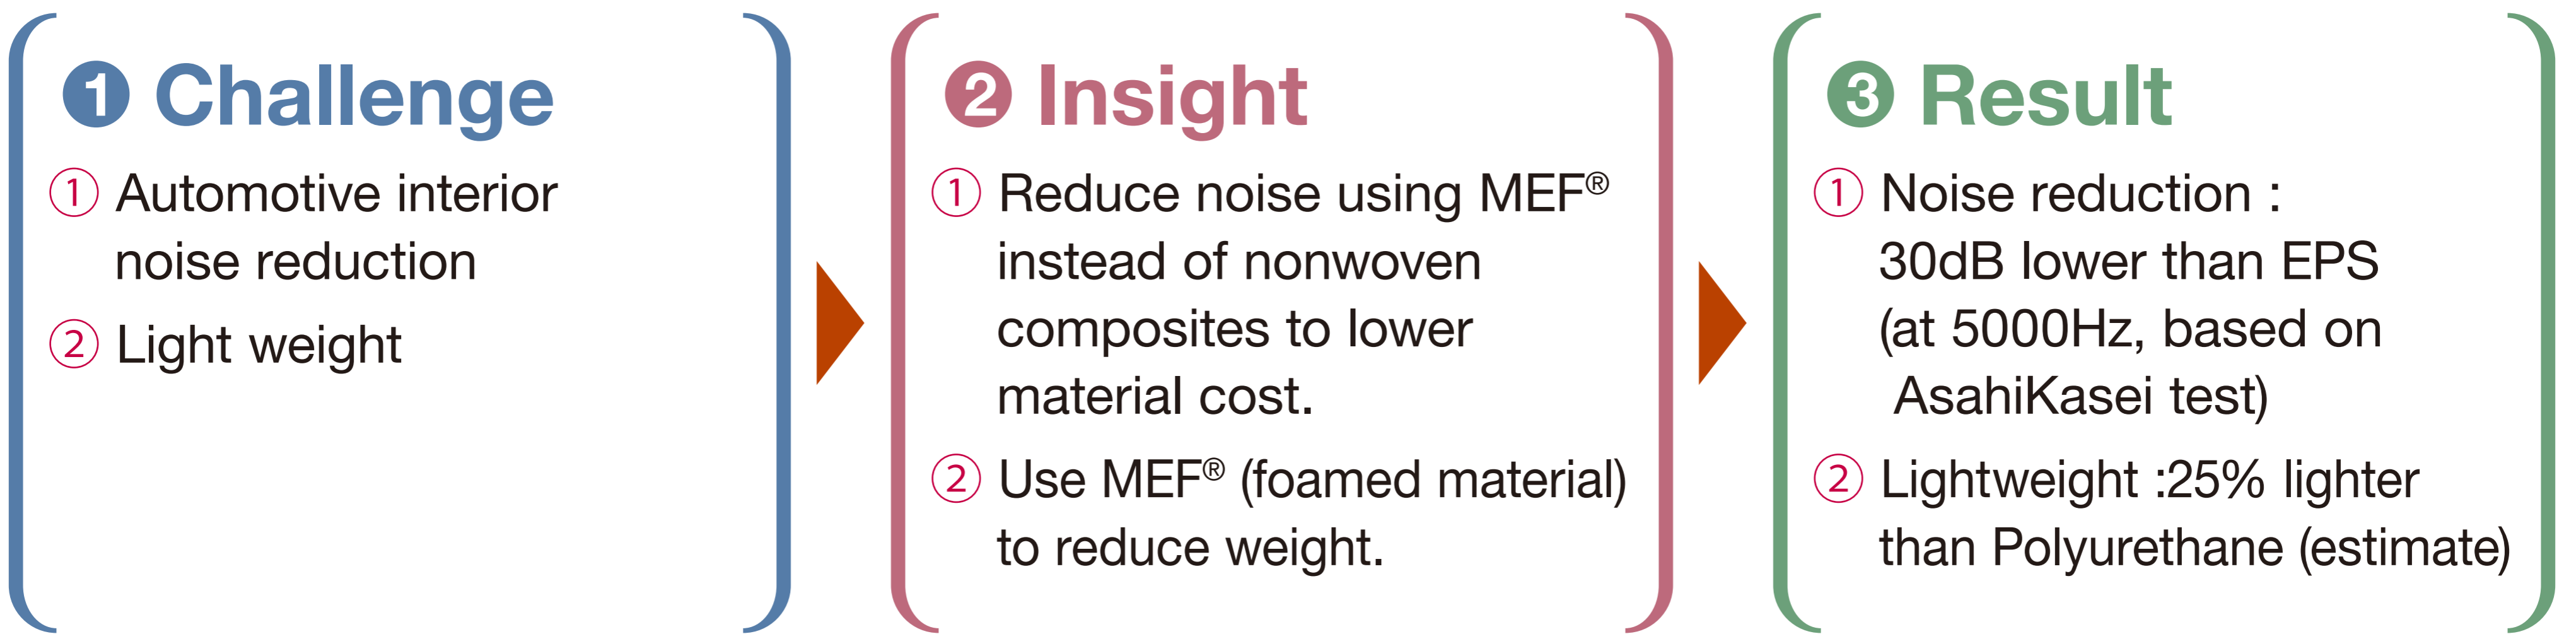 ❶ Challenge
① Automotive interior
noise reduction
② Light weight
❷ Insight
① Reduce noise using MEF®
instead of nonwoven
composites to lower
material cost.
② Use MEF® (foamed material)
to reduce weight.
❸ Result
① Noise reduction :
30dB lower than EPS
(at 5000Hz, based on
AsahiKasei test)
② Lightweight :25% lighter
than Polyurethane (estimate)